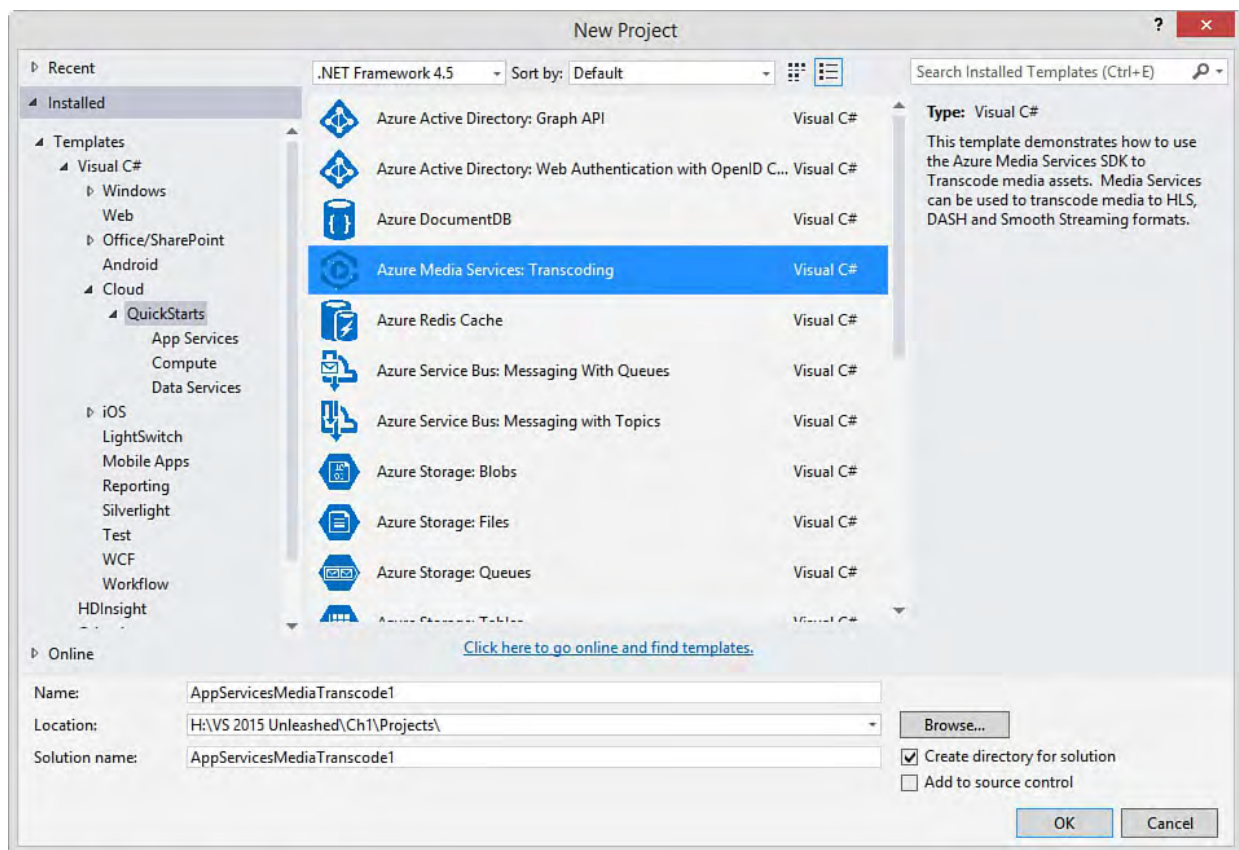 New Project
?
Recent
Installed
Templates
Visual C#
Windows
Web
Office/SharePoint
Android
Cloud
QuickStarts
App Services
Compute
Data Services
iOS
LightSwitch
Mobile Apps
Reporting
Silverlight
Test
WCF
Workflow
HDInsight
Online
.NET Framework 4.5
Sort by: Default
Search Installed Templates (Ctrl+E)
Azure Active Directory: Graph API Visual C#
Azure Active Directory: Web Authentication with OpenID C... Visual C#
Azure DocumentDB Visual C#
Azure Media Services: Transcoding Visual C#
Azure Redis Cache Visual C#
Azure Service Bus: Messaging With Queues Visual C#
Azure Service Bus: Messaging with Topics Visual C#
Azure Storage: Blobs Visual C#
Azure Storage: Files Visual C#
Azure Storage: Queues Visual C#
Azure Storage: Tables Visual C#
Click here to go online and find templates.
Type: Visual C#
This template demonstrates how to use
the Azure Media Services SDK to
Transcode media assets. Media Services
can be used to transcode media to HLS,
DASH and Smooth Streaming formats.
Name: AppServicesMediaTranscode1
Location: H:\VS 2015 Unleashed\Ch1\Projects\
Browse...
Solution name: AppServicesMediaTranscode1
Create directory for solution
Add to source control
OK
Cancel